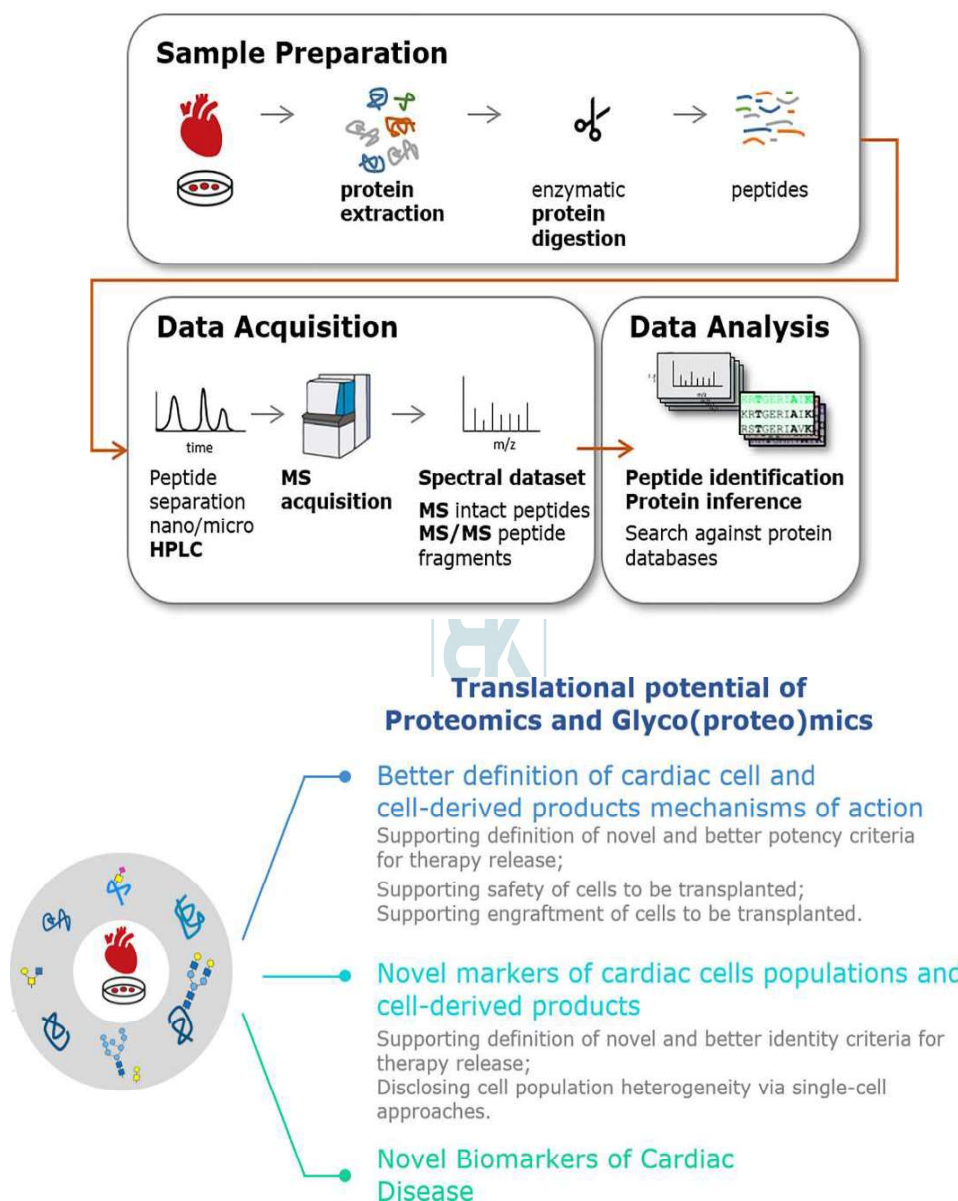 Sample Preparation
protein
extraction
enzymatic
protein
digestion
peptides
Data Acquisition
time
Peptide
separation
nano/micro
HPLC
MS
acquisition
m/z
Spectral dataset
MS intact peptides
MS/MS peptide
fragments
Data Analysis
m/z
KRTGERIAIK
KRTGERIAIK
RSTGERIAVK
Peptide identification
Protein inference
Search against protein
databases
Translational potential of
Proteomics and Glyco(proteo)mics
Better definition of cardiac cell and
cell-derived products mechanisms of action
Supporting definition of novel and better potency criteria
for therapy release;
Supporting safety of cells to be transplanted;
Supporting engraftment of cells to be transplanted.
Novel markers of cardiac cells populations and
cell-derived products
Supporting definition of novel and better identity criteria for
therapy release;
Disclosing cell population heterogeneity via single-cell
approaches.
Novel Biomarkers of Cardiac
Disease